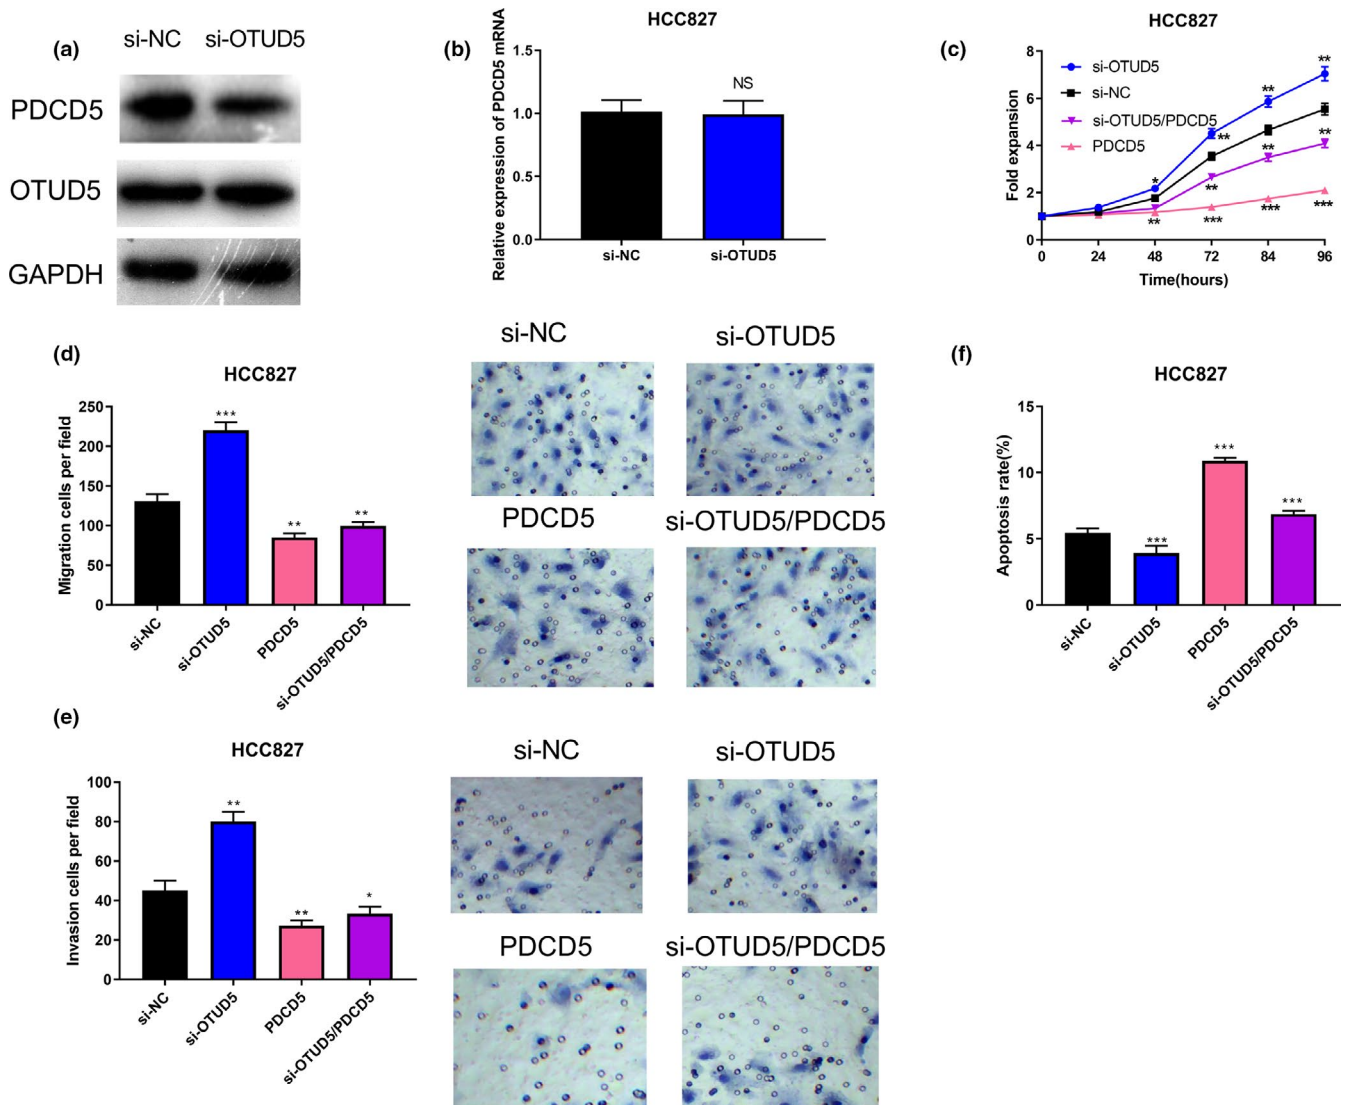 (a)
si-NC si-OTUD5
PDCD5
OTUD5
GAPDH
(b)
HCC827
Relative expression of PDCD5 mRNA
1.5
1.0
0.5
0.0
NS
si-NC si-OTUD5
(c)
HCC827
Fold expansion
8
6
4
2
0
si-OTUD5
si-NC
si-OTUD5/PDCD5
PDCD5
*
**
**
**
**
**
**
**
***
***
***
0 24 48 72 84 96
Time(hours)
(d)
HCC827
Migration cells per field
250
200
150
100
50
0
***
**
**
si-NC
si-OTUD5
PDCD5
si-OTUD5/PDCD5
si-NC
si-OTUD5
PDCD5
si-OTUD5/PDCD5
(f)
HCC827
Apoptosis rate(%)
15
10
5
0
***
***
***
si-NC
si-OTUD5
PDCD5
si-OTUD5/PDCD5
(e)
HCC827
Invasion cells per field
100
80
60
40
20
0
**
**
*
si-NC
si-OTUD5
PDCD5
si-OTUD5/PDCD5
si-NC
si-OTUD5
PDCD5
si-OTUD5/PDCD5